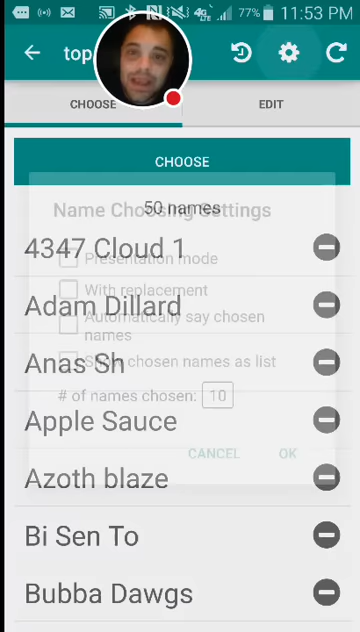 4G LTE 77% 11:53 PM
top
CHOOSE EDIT
CHOOSE
50 names
Name Choosing Settings
4347 Cloud 1
Presentation mode
With replacement
Adam Dillard
Automatically say chosen
names
Anas Sh
Show chosen names as list
# of names chosen: 10
Apple Sauce
CANCEL OK
Azoth blaze
Bi Sen To
Bubba Dawgs